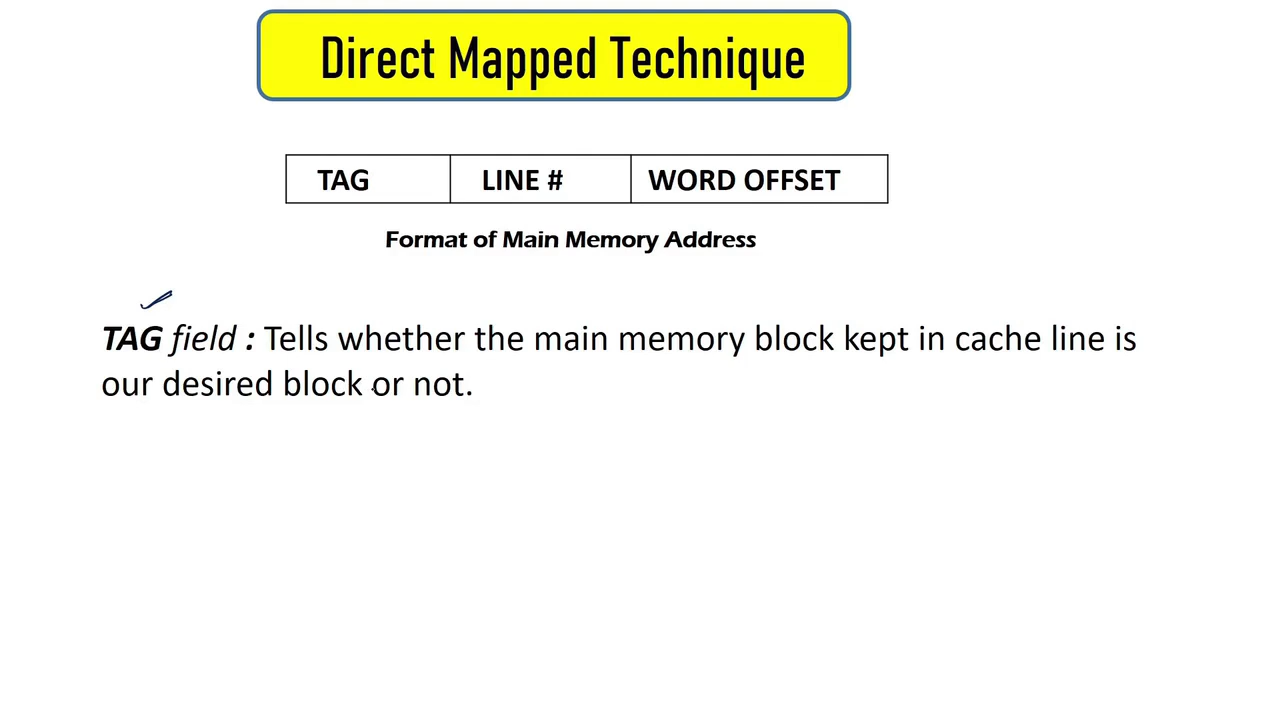 Direct Mapped Technique
TAG LINE # WORD OFFSET
Format of Main Memory Address
TAG field : Tells whether the main memory block kept in cache line is
our desired block or not.